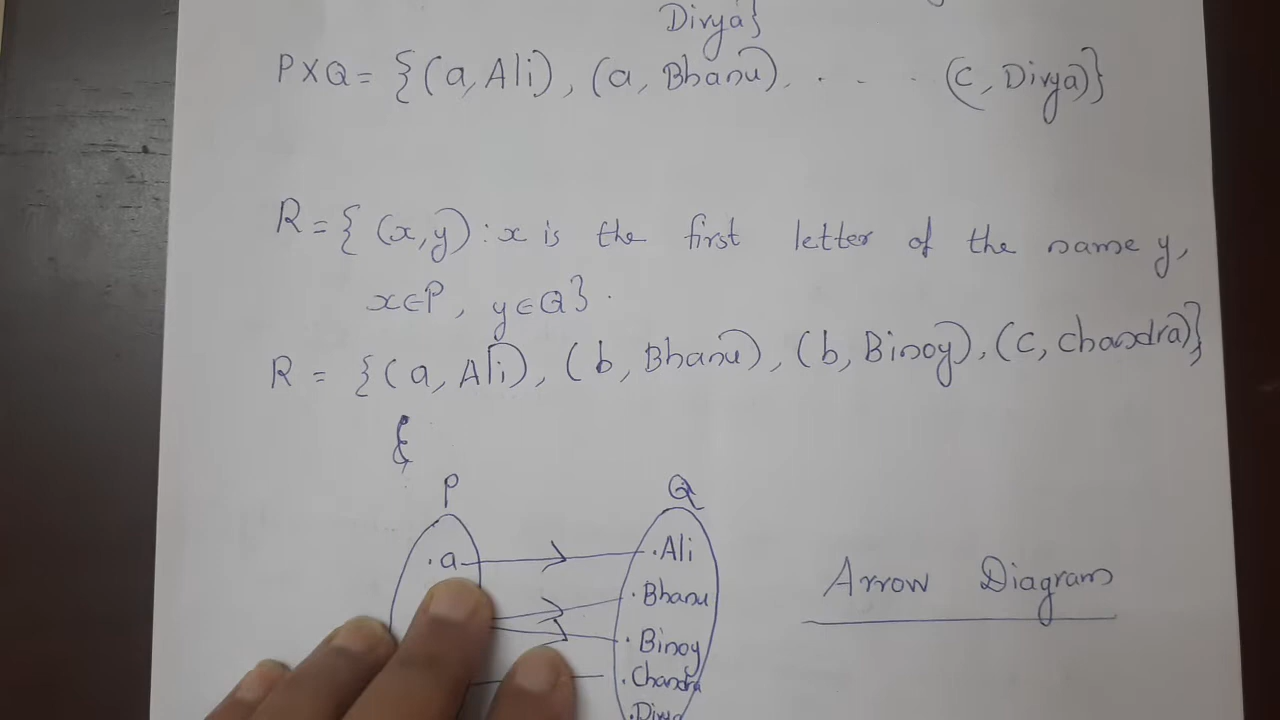 Divya}
P X Q = {(a, Ali), (a, Bhanu), . . . (c, Divya)}
R = { (x, y) : x is the first letter of the name y,
x ∈ P, y ∈ Q}.
R = {(a, Ali), (b, Bhanu), (b, Binoy), (c, Chandra)}
{
P Q
.a .Ali
.Bhanu
.Binoy
.Chandra
.Divya
Arrow Diagram